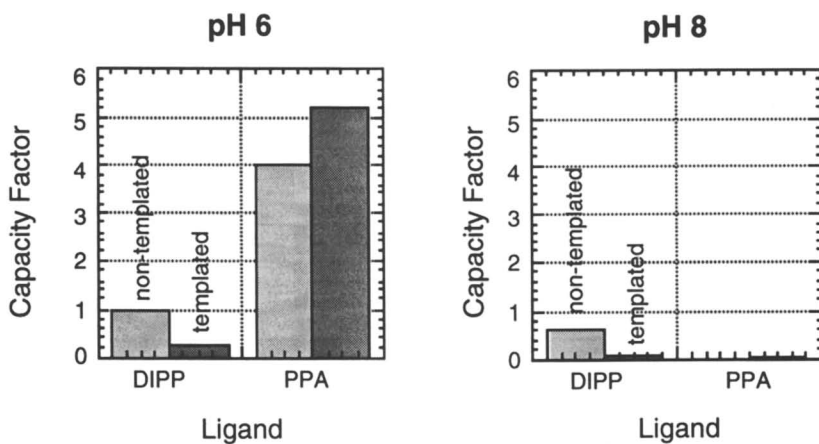 pH 6
6
5
4
3
2
1
0
Capacity Factor
non-templated
templated
DIPP PPA
Ligand
pH 8
6
5
4
3
2
1
0
Capacity Factor
non-templated
templated
DIPP PPA
Ligand